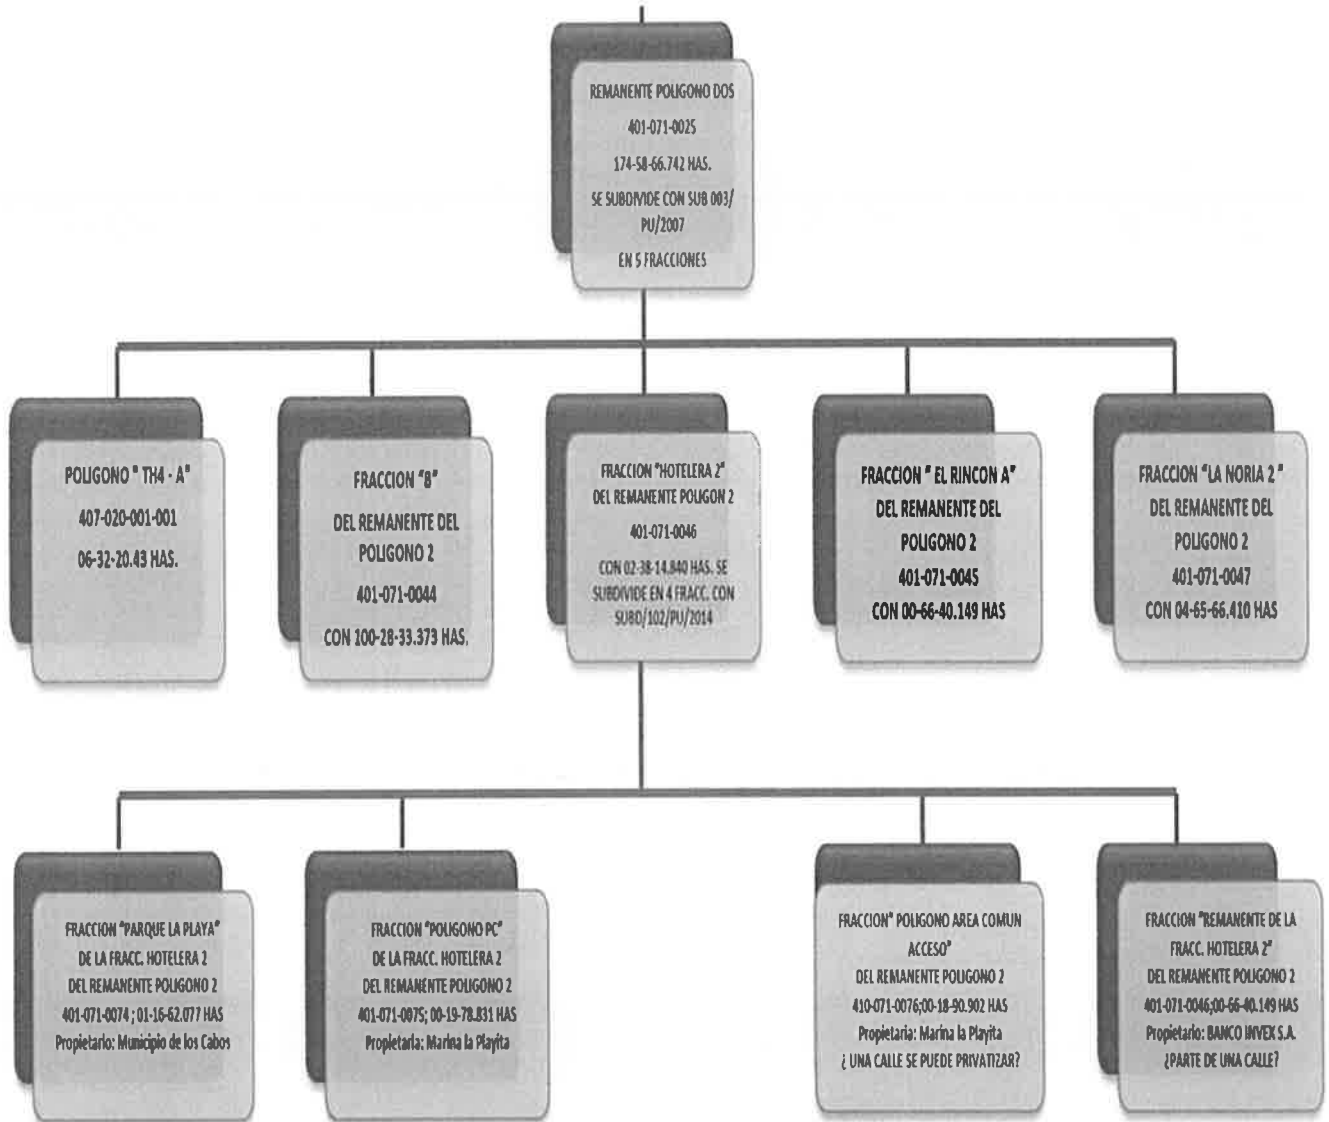 REMANENTE POLIGONO DOS
401-071-0025
174-58-66.742 HAS.
SE SUBDIVIDE CON SUB 003/
PU/2007
EN 5 FRACCIONES
POLIGONO " TH4 - A"
407-020-001-001
06-32-20.43 HAS.
FRACCION "B"
DEL REMANENTE DEL
POLIGONO 2
401-071-0044
CON 100-28-33.373 HAS.
FRACCION "HOTELERA 2"
DEL REMANENTE POLIGON 2
401-071-0046
CON 02-38-14.840 HAS. SE
SUBDIVIDE EN 4 FRACC. CON
SUBD/102/PU/2014
FRACCION " EL RINCON A"
DEL REMANENTE DEL
POLIGONO 2
401-071-0045
CON 00-66-40.149 HAS
FRACCION "LA NORIA 2 "
DEL REMANENTE DEL
POLIGONO 2
401-071-0047
CON 04-65-66.410 HAS
FRACCION "PARQUE LA PLAYA"
DE LA FRACC. HOTELERA 2
DEL REMANENTE POLIGONO 2
401-071-0074 ; 01-16-62.077 HAS
Propietario: Municipio de los Cabos
FRACCION "POLIGONO PC"
DE LA FRACC. HOTELERA 2
DEL REMANENTE POLIGONO 2
401-071-0075; 00-19-78.831 HAS
Propietaria: Marina la Playita
FRACCION" POLIGONO AREA COMUN
ACCESO"
DEL REMANENTE POLIGONO 2
410-071-0076;00-18-90.902 HAS
Propietaria: Marina la Playita
¿ UNA CALLE SE PUEDE PRIVATIZAR?
FRACCION "REMANENTE DE LA
FRACC. HOTELERA 2"
DEL REMANENTE POLIGONO 2
401-071-0046;00-66-40.149 HAS
Propietario: BANCO INVEX S.A.
¿PARTE DE UNA CALLE?